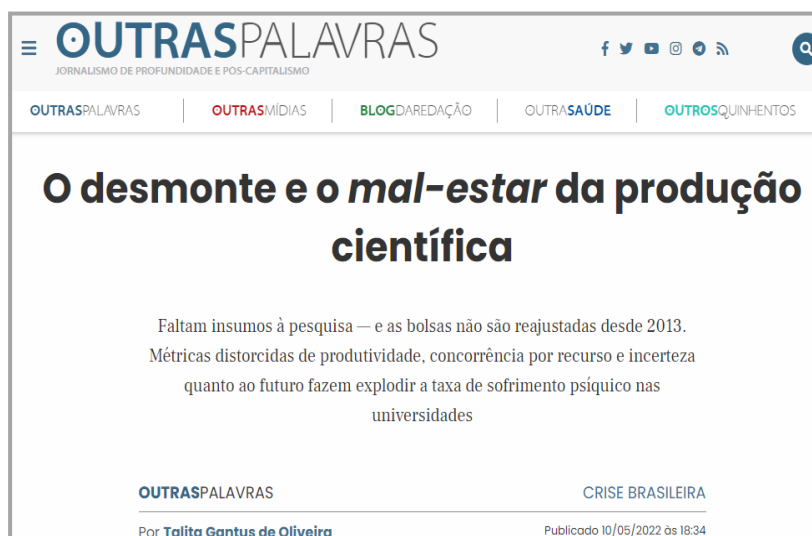 OUTRASPALAVRAS
JORNALISMO DE PROFUNDIDADE E PÓS-CAPITALISMO
OUTRASPALAVRAS OUTRASMÍDIAS BLOGDAREDAÇÃO OUTRASAÚDE OUTROSQUINHENTOS
O desmonte e o mal-estar da produção
científica
Faltam insumos à pesquisa — e as bolsas não são reajustadas desde 2013.
Métricas distorcidas de produtividade, concorrência por recurso e incerteza
quanto ao futuro fazem explodir a taxa de sofrimento psíquico nas
universidades
OUTRASPALAVRAS CRISE BRASILEIRA
Por Talita Gantus de Oliveira Publicado 10/05/2022 às 18:34